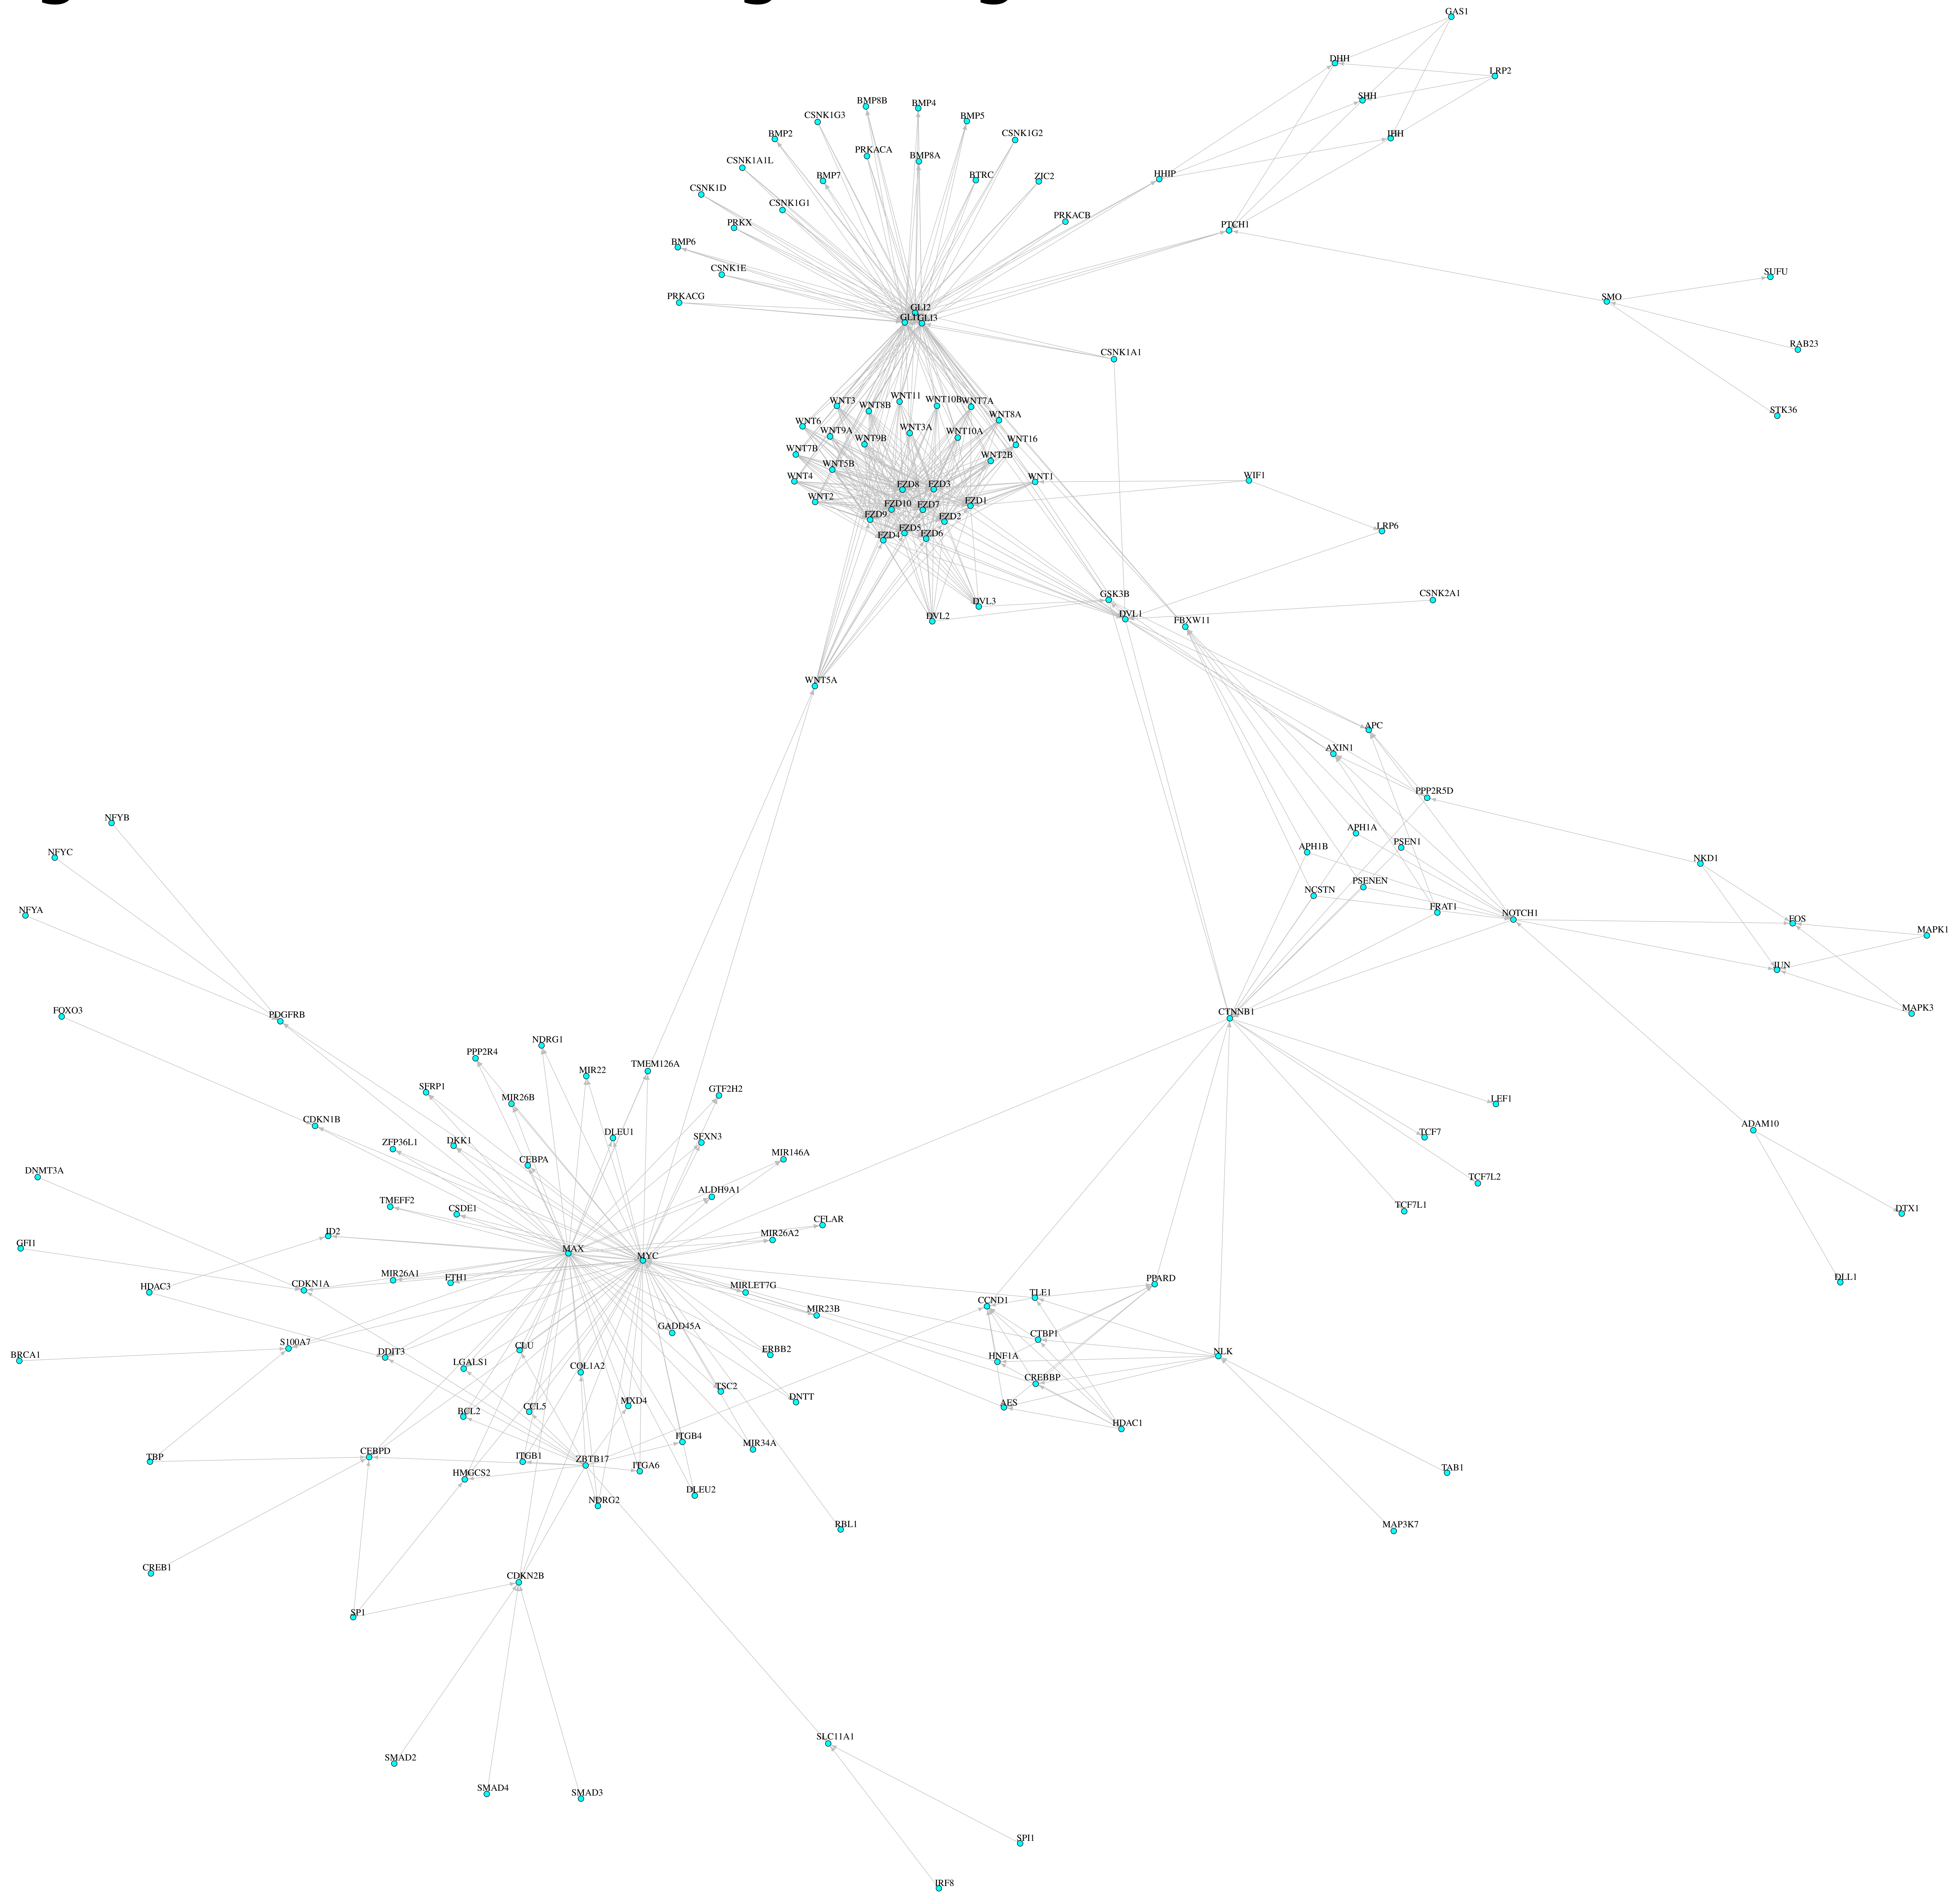 GAS1
DHH
LRP2
SHH
IHH
BMP8B
BMP4
CSNK1G3
BMP5
BMP2
CSNK1G2
PRKACA
BMP8A
CSNK1A1L
BMP7
BTRC
ZIC2
HHIP
CSNK1D
CSNK1G1
PRKX
PRKACB
PTCH1
BMP6
CSNK1E
SUFU
PRKACG
SMO
GLI2
GLI3
RAB23
CSNK1A1
STK36
WNT3
WNT8B
WNT11
WNT10B
WNT7A
WNT8A
WNT6
WNT9A
WNT9B
WNT3A
WNT10A
WNT16
WNT7B
WNT5B
WNT2B
WNT4
WNT1
WIF1
WNT2
FZD8
FZD3
FZD10
FZD7
FZD1
FZD9
FZD2
LRP6
FZD4
FZD5
FZD6
DVL3
GSK3B
CSNK2A1
DVL2
DVL1
FBXW11
WNT5A
APC
AXIN1
PPP2R5D
NFYB
APH1A
PSEN1
NFYC
APH1B
NKD1
NCSTN
PSENEN
NFYA
FRAT1
NOTCH1
FOS
MAPK1
JUN
FOXO3
PDGFRB
CTNNB1
MAPK3
NDRG1
PPP2R4
MIR22
TMEM126A
SFRP1
MIR26B
GTF2H2
LEF1
CDKN1B
ZFP36L1
DKK1
DLEU1
SFXN3
TCF7
ADAM10
CEBPA
MIR146A
DNMT3A
TMEFF2
CSDE1
ALDH9A1
TCF7L2
TCF7L1
DTX1
ID2
CFLAR
GFI1
MAX
MYC
MIR26A2
HDAC3
CDKN1A
MIR26A1
FTH1
MIRLET7G
MIR23B
CCND1
TLE1
PPARD
DLL1
BRCA1
S100A7
DDIT3
LGALS1
CLU
COL1A2
GADD45A
ERBB2
CTBP1
HNF1A
CREBBP
NLK
BCL2
CCL5
MXD4
TSC2
DNTT
AES
HDAC1
TBP
CEBPD
HMGCS2
ITGB1
ZBTB17
ITGA6
ITGB4
MIR34A
TAB1
NDRG2
DLEU2
RBL1
MAP3K7
CREB1
CDKN2B
SP1
SLC11A1
SMAD2
SMAD4
SMAD3
SPI1
IRF8